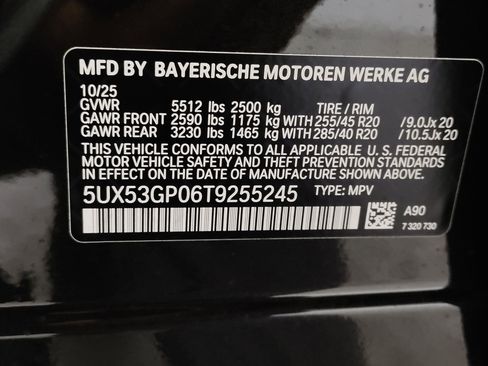 MFD BY BAYERISCHE MOTOREN WERKE AG
10/25
GVWR 5512 lbs 2500 kg TIRE / RIM
GAWR FRONT 2590 lbs 1175 kg WITH 255/45 R20 /9.0Jx 20
GAWR REAR 3230 lbs 1465 kg WITH 285/40 R20 /10.5Jx 20
THIS VEHICLE CONFORMS TO ALL APPLICABLE U. S. FEDERAL
MOTOR VEHICLE SAFETY AND THEFT PREVENTION STANDARDS
IN EFFECT ON THE DATE OF MANUFACTURE SHOWN ABOVE.
5UX53GP06T9255245 TYPE: MPV
A90
7 320 730